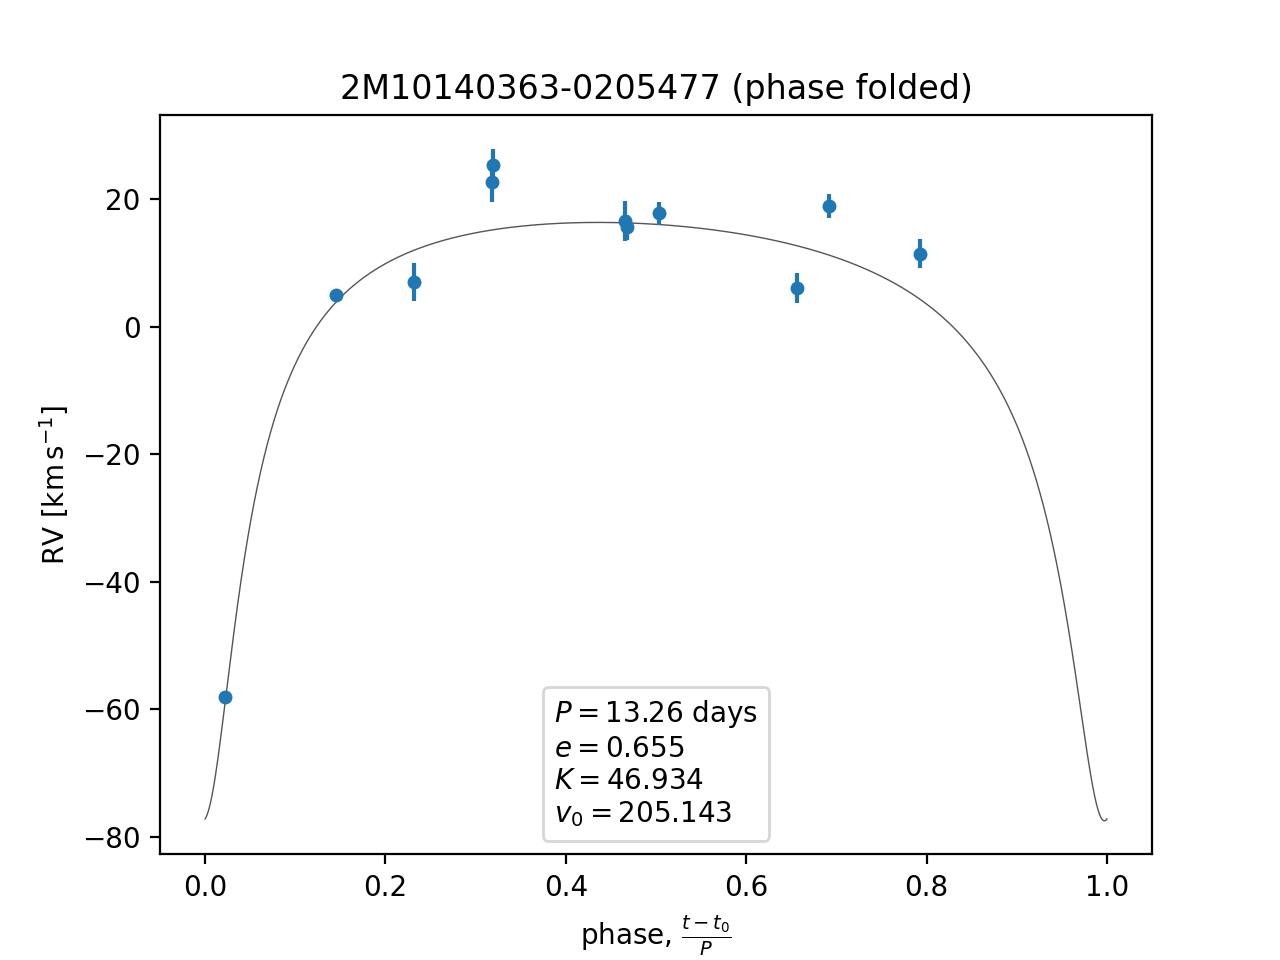 2M10140363-0205477 (phase folded)
RV [km s⁻¹]
20
0
−20
−40
−60
−80
P = 13.26 days
e = 0.655
K = 46.934
v₀ = 205.143
0.0 0.2 0.4 0.6 0.8 1.0
phase, (t − t₀)/P